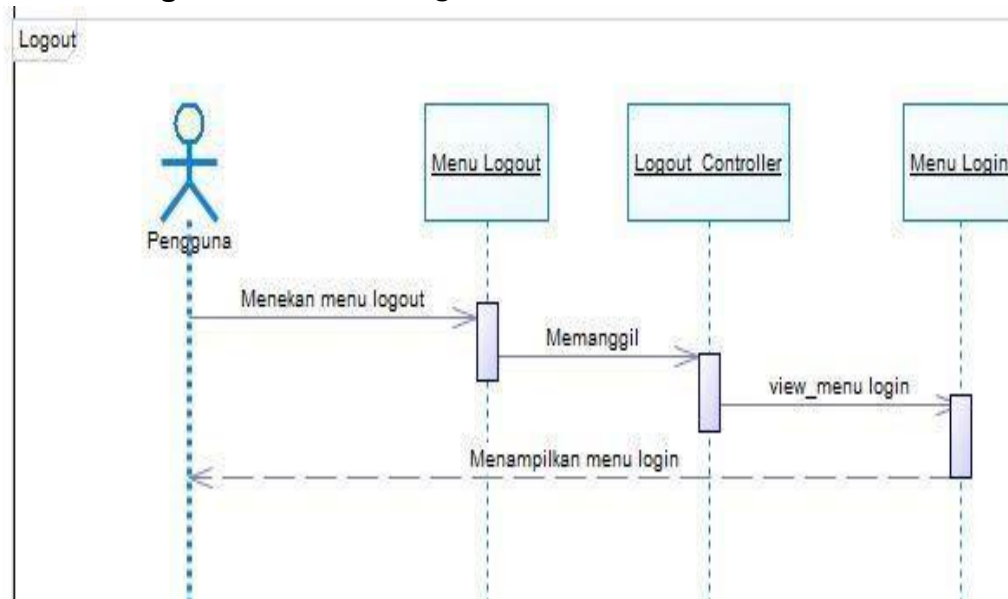 Logout
Pengguna
Menu Logout
Logout_Controller
Menu Login
Menekan menu logout
Memanggil
view_menu login
Menampilkan menu login